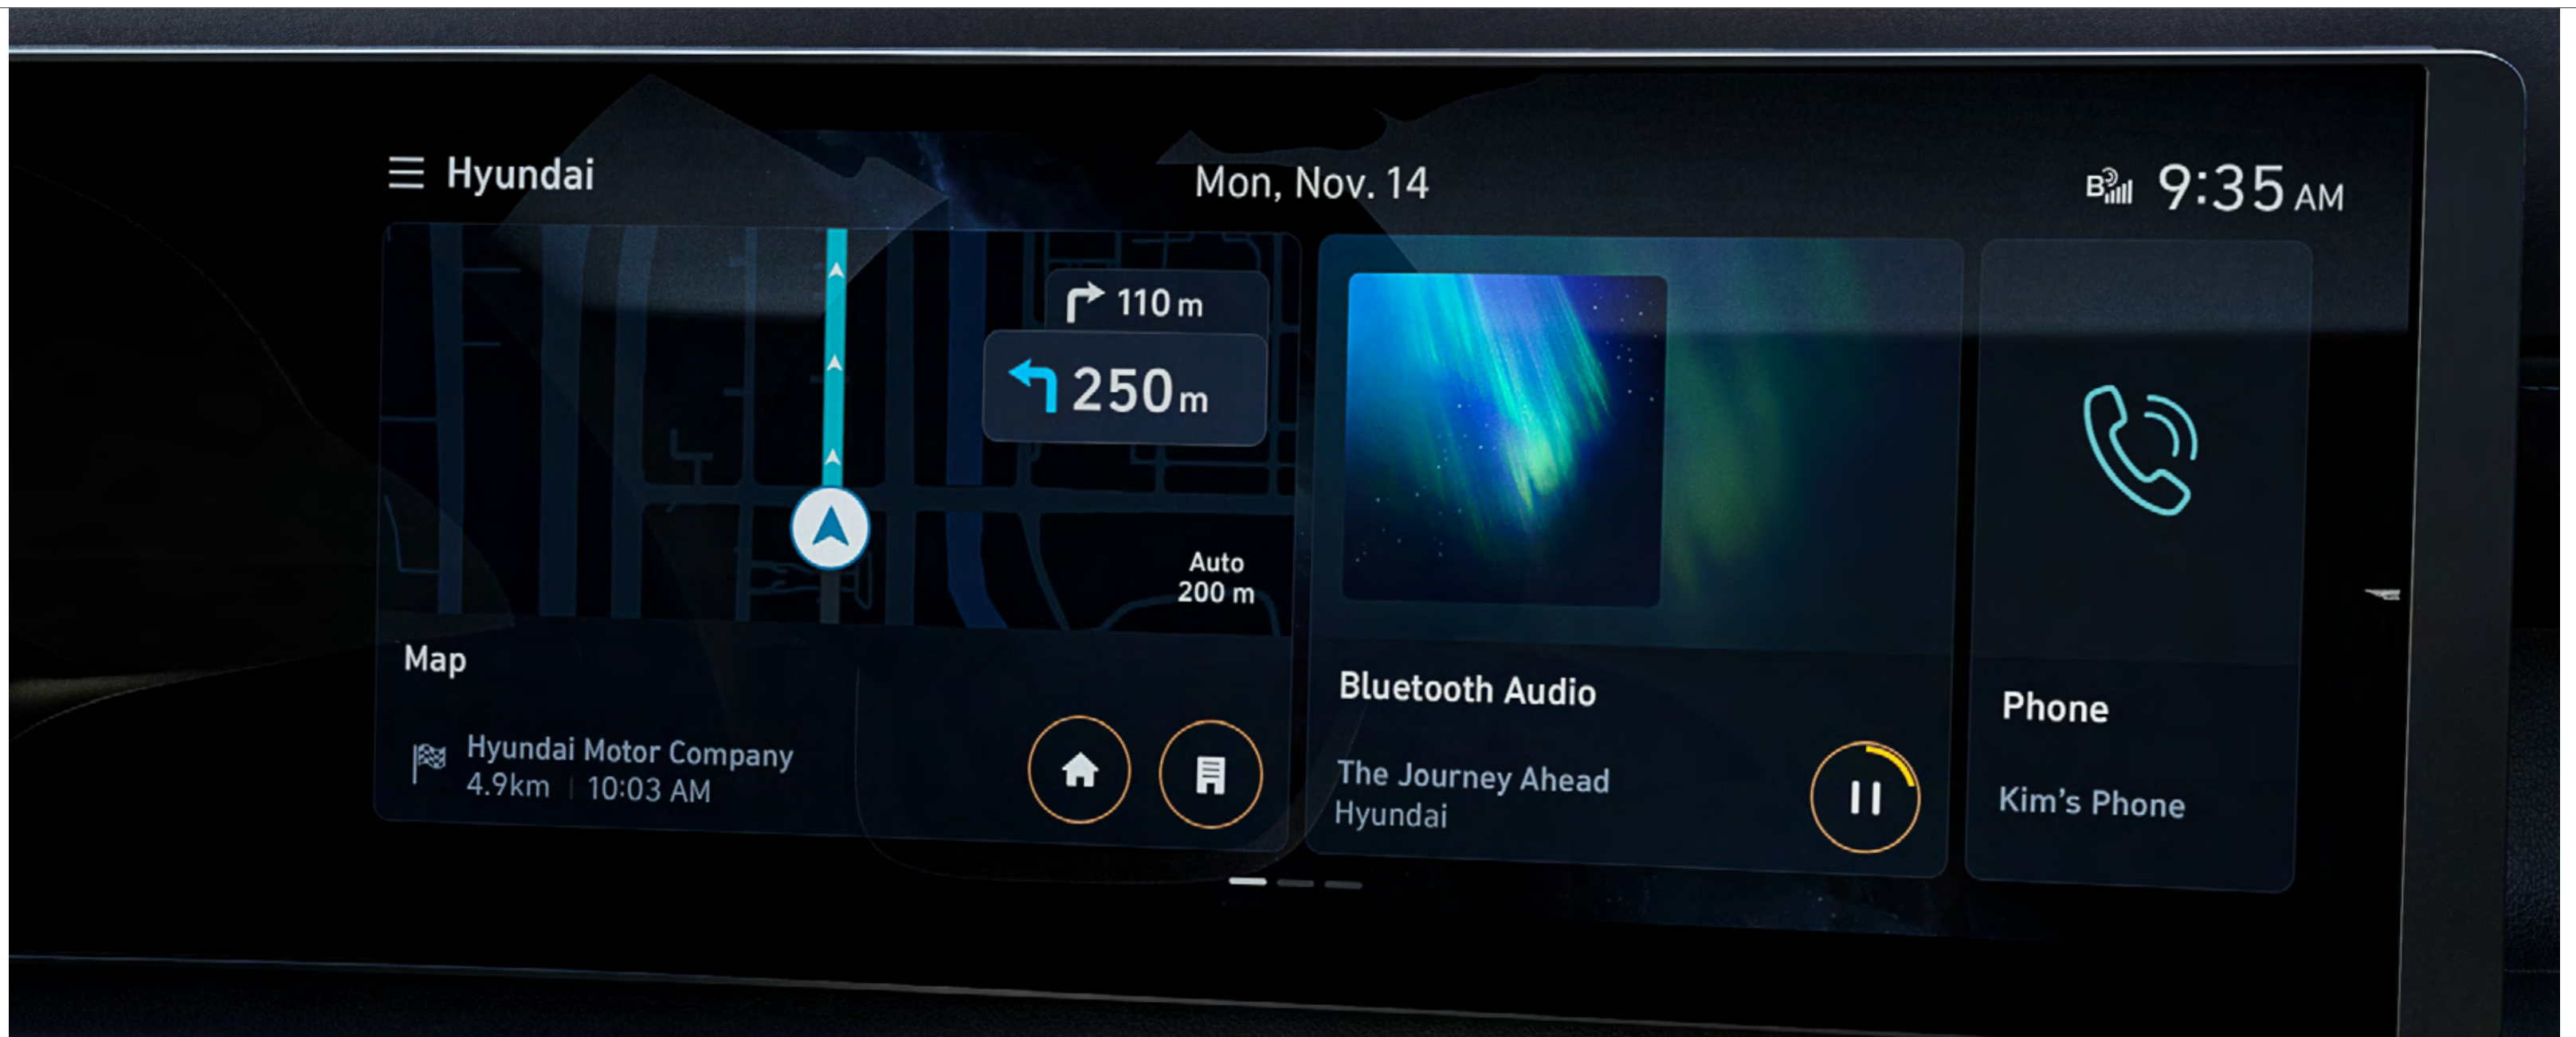 Hyundai
Mon, Nov. 14
B 9:35 AM
110 m
250 m
Auto
200 m
Map
Hyundai Motor Company
4.9km | 10:03 AM
Bluetooth Audio
The Journey Ahead
Hyundai
Phone
Kim's Phone